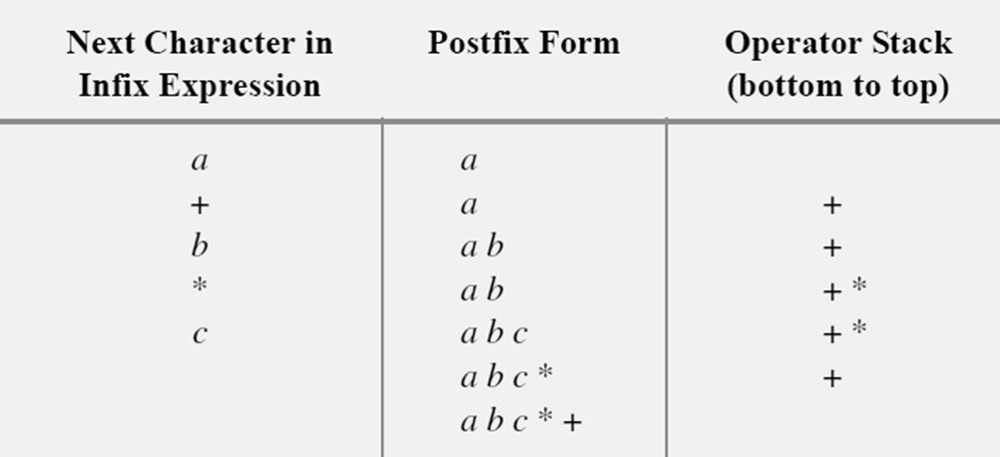 Next Character in Postfix Form Operator Stack
Infix Expression (bottom to top)
a a
+ a +
b a b +
* a b + *
c a b c + *
a b c * +
a b c * +